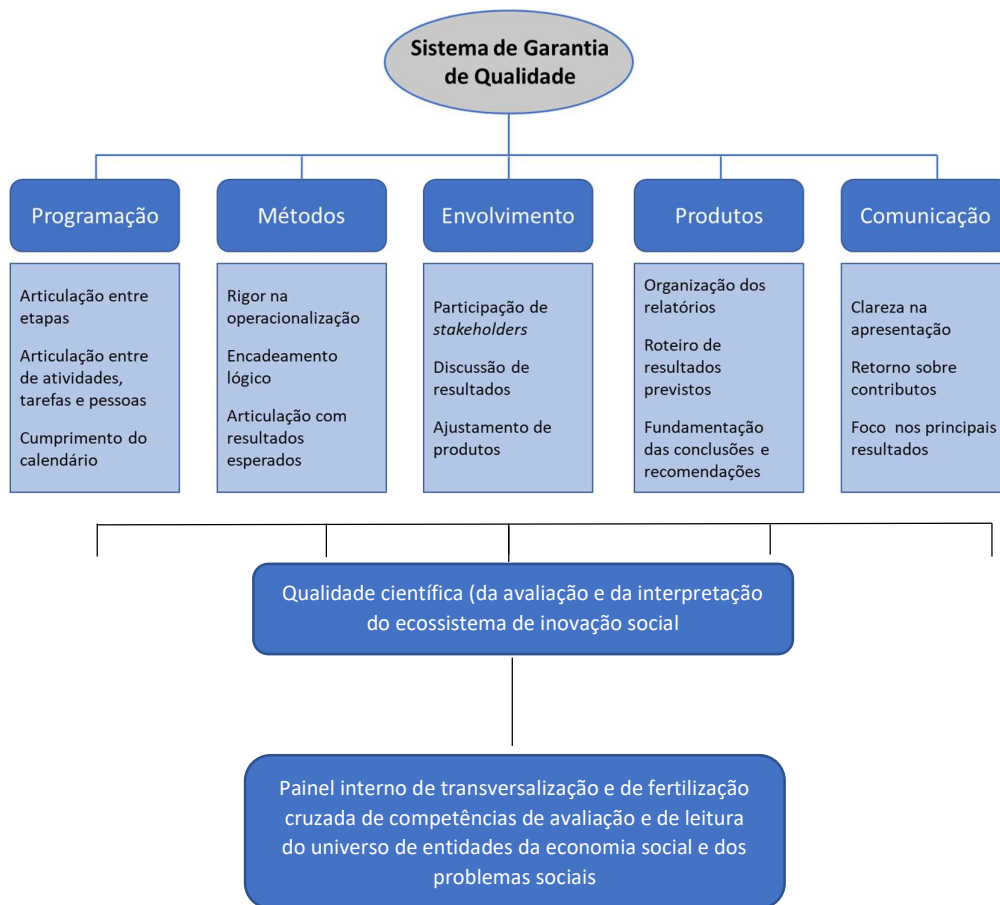 Sistema de Garantia
de Qualidade
Programação
Métodos
Envolvimento
Produtos
Comunicação
Articulação entre
etapas
Articulação entre
de atividades,
tarefas e pessoas
Cumprimento do
calendário
Rigor na
operacionalização
Encadeamento
lógico
Articulação com
resultados
esperados
Participação de
stakeholders
Discussão de
resultados
Ajustamento de
produtos
Organização dos
relatórios
Roteiro de
resultados
previstos
Fundamentação
das conclusões e
recomendações
Clareza na
apresentação
Retorno sobre
contributos
Foco nos principais
resultados
Qualidade científica (da avaliação e da interpretação
do ecossistema de inovação social
Painel interno de transversalização e de fertilização
cruzada de competências de avaliação e de leitura
do universo de entidades da economia social e dos
problemas sociais